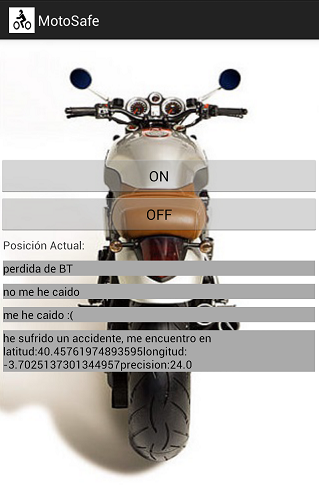 MotoSafe
ON
OFF
Posición Actual:
perdida de BT
no me he caido
me he caido :(
he sufrido un accidente, me encuentro en
latitud:40.45761974893595longitud:
-3.7025137301344957precision:24.0